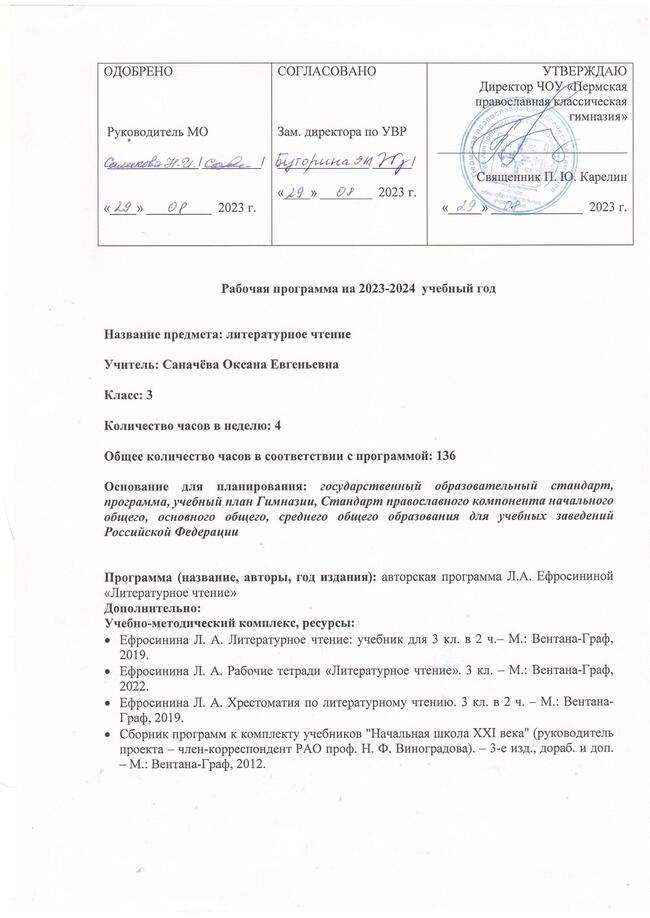 ОДОБРЕНО
Руководитель МО
«29» 08 2023 г.
СОГЛАСОВАНО
Зам. директора по УВР
Буторина
«29» 08 2023 г.
УТВЕРЖДАЮ
Директор ЧОУ «Пермская
православная классическая
гимназия»
Священник П. Ю. Карелин
«29» 08 2023 г.
Рабочая программа на 2023-2024 учебный год
Название предмета: литературное чтение
Учитель: Саначёва Оксана Евгеньевна
Класс: 3
Количество часов в неделю: 4
Общее количество часов в соответствии с программой: 136
Основание для планирования: государственный образовательный стандарт,
программа, учебный план Гимназии, Стандарт православного компонента начального
общего, основного общего, среднего общего образования для учебных заведений
Российской Федерации
Программа (название, авторы, год издания): авторская программа Л.А. Ефросининой
«Литературное чтение»
Дополнительно:
Учебно-методический комплекс, ресурсы:
• Ефросинина Л. А. Литературное чтение: учебник для 3 кл. в 2 ч.– М.: Вентана-Граф,
2019.
• Ефросинина Л. А. Рабочие тетради «Литературное чтение». 3 кл. – М.: Вентана-Граф,
2022.
• Ефросинина Л. А. Хрестоматия по литературному чтению. 3 кл. в 2 ч. – М.: Вентана-
Граф, 2019.
• Сборник программ к комплекту учебников "Начальная школа XXI века" (руководитель
проекта – член-корреспондент РАО проф. Н. Ф. Виноградова). – 3-е изд., дораб. и доп.
– М.: Вентана-Граф, 2012.